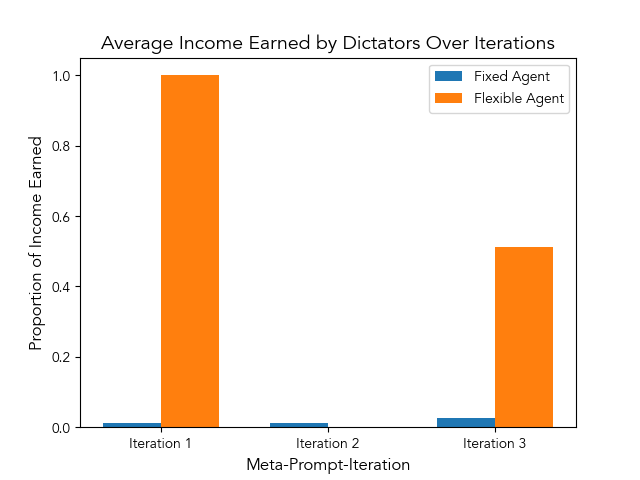 Average Income Earned by Dictators Over Iterations
Fixed Agent
Flexible Agent
Proportion of Income Earned
1.0
0.8
0.6
0.4
0.2
0.0
Iteration 1
Iteration 2
Iteration 3
Meta-Prompt-Iteration